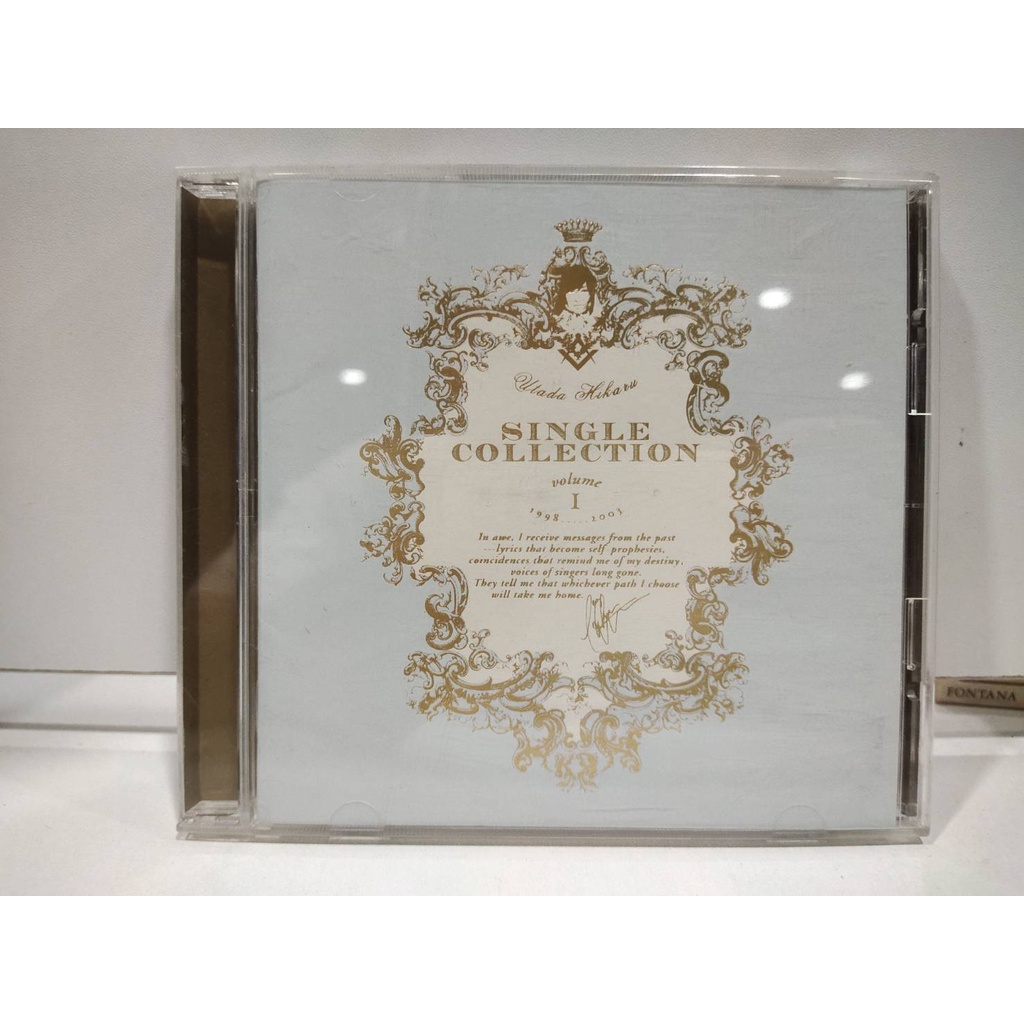 Utada Hikaru
SINGLE
COLLECTION
volume
I
1998.....2003
In awe, I receive messages from the past
...lyrics that become self prophesies,
coincidences that remind me of my destiny,
voices of singers long gone.
They tell me that whichever path I choose
will take me home.
FONTANA